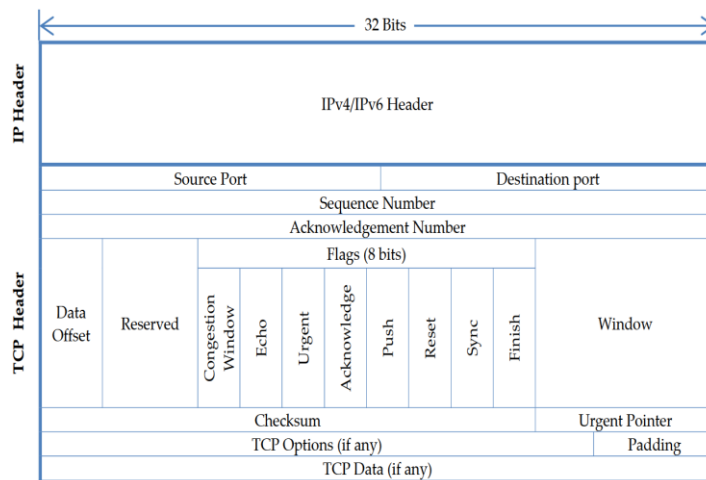 32 Bits
IP Header
IPv4/IPv6 Header
TCP Header
Source Port Destination port
Sequence Number
Acknowledgement Number
Data
Offset
Reserved
Flags (8 bits)
Congestion
Window
Echo
Urgent
Acknowledge
Push
Reset
Sync
Finish
Window
Checksum Urgent Pointer
TCP Options (if any) Padding
TCP Data (if any)